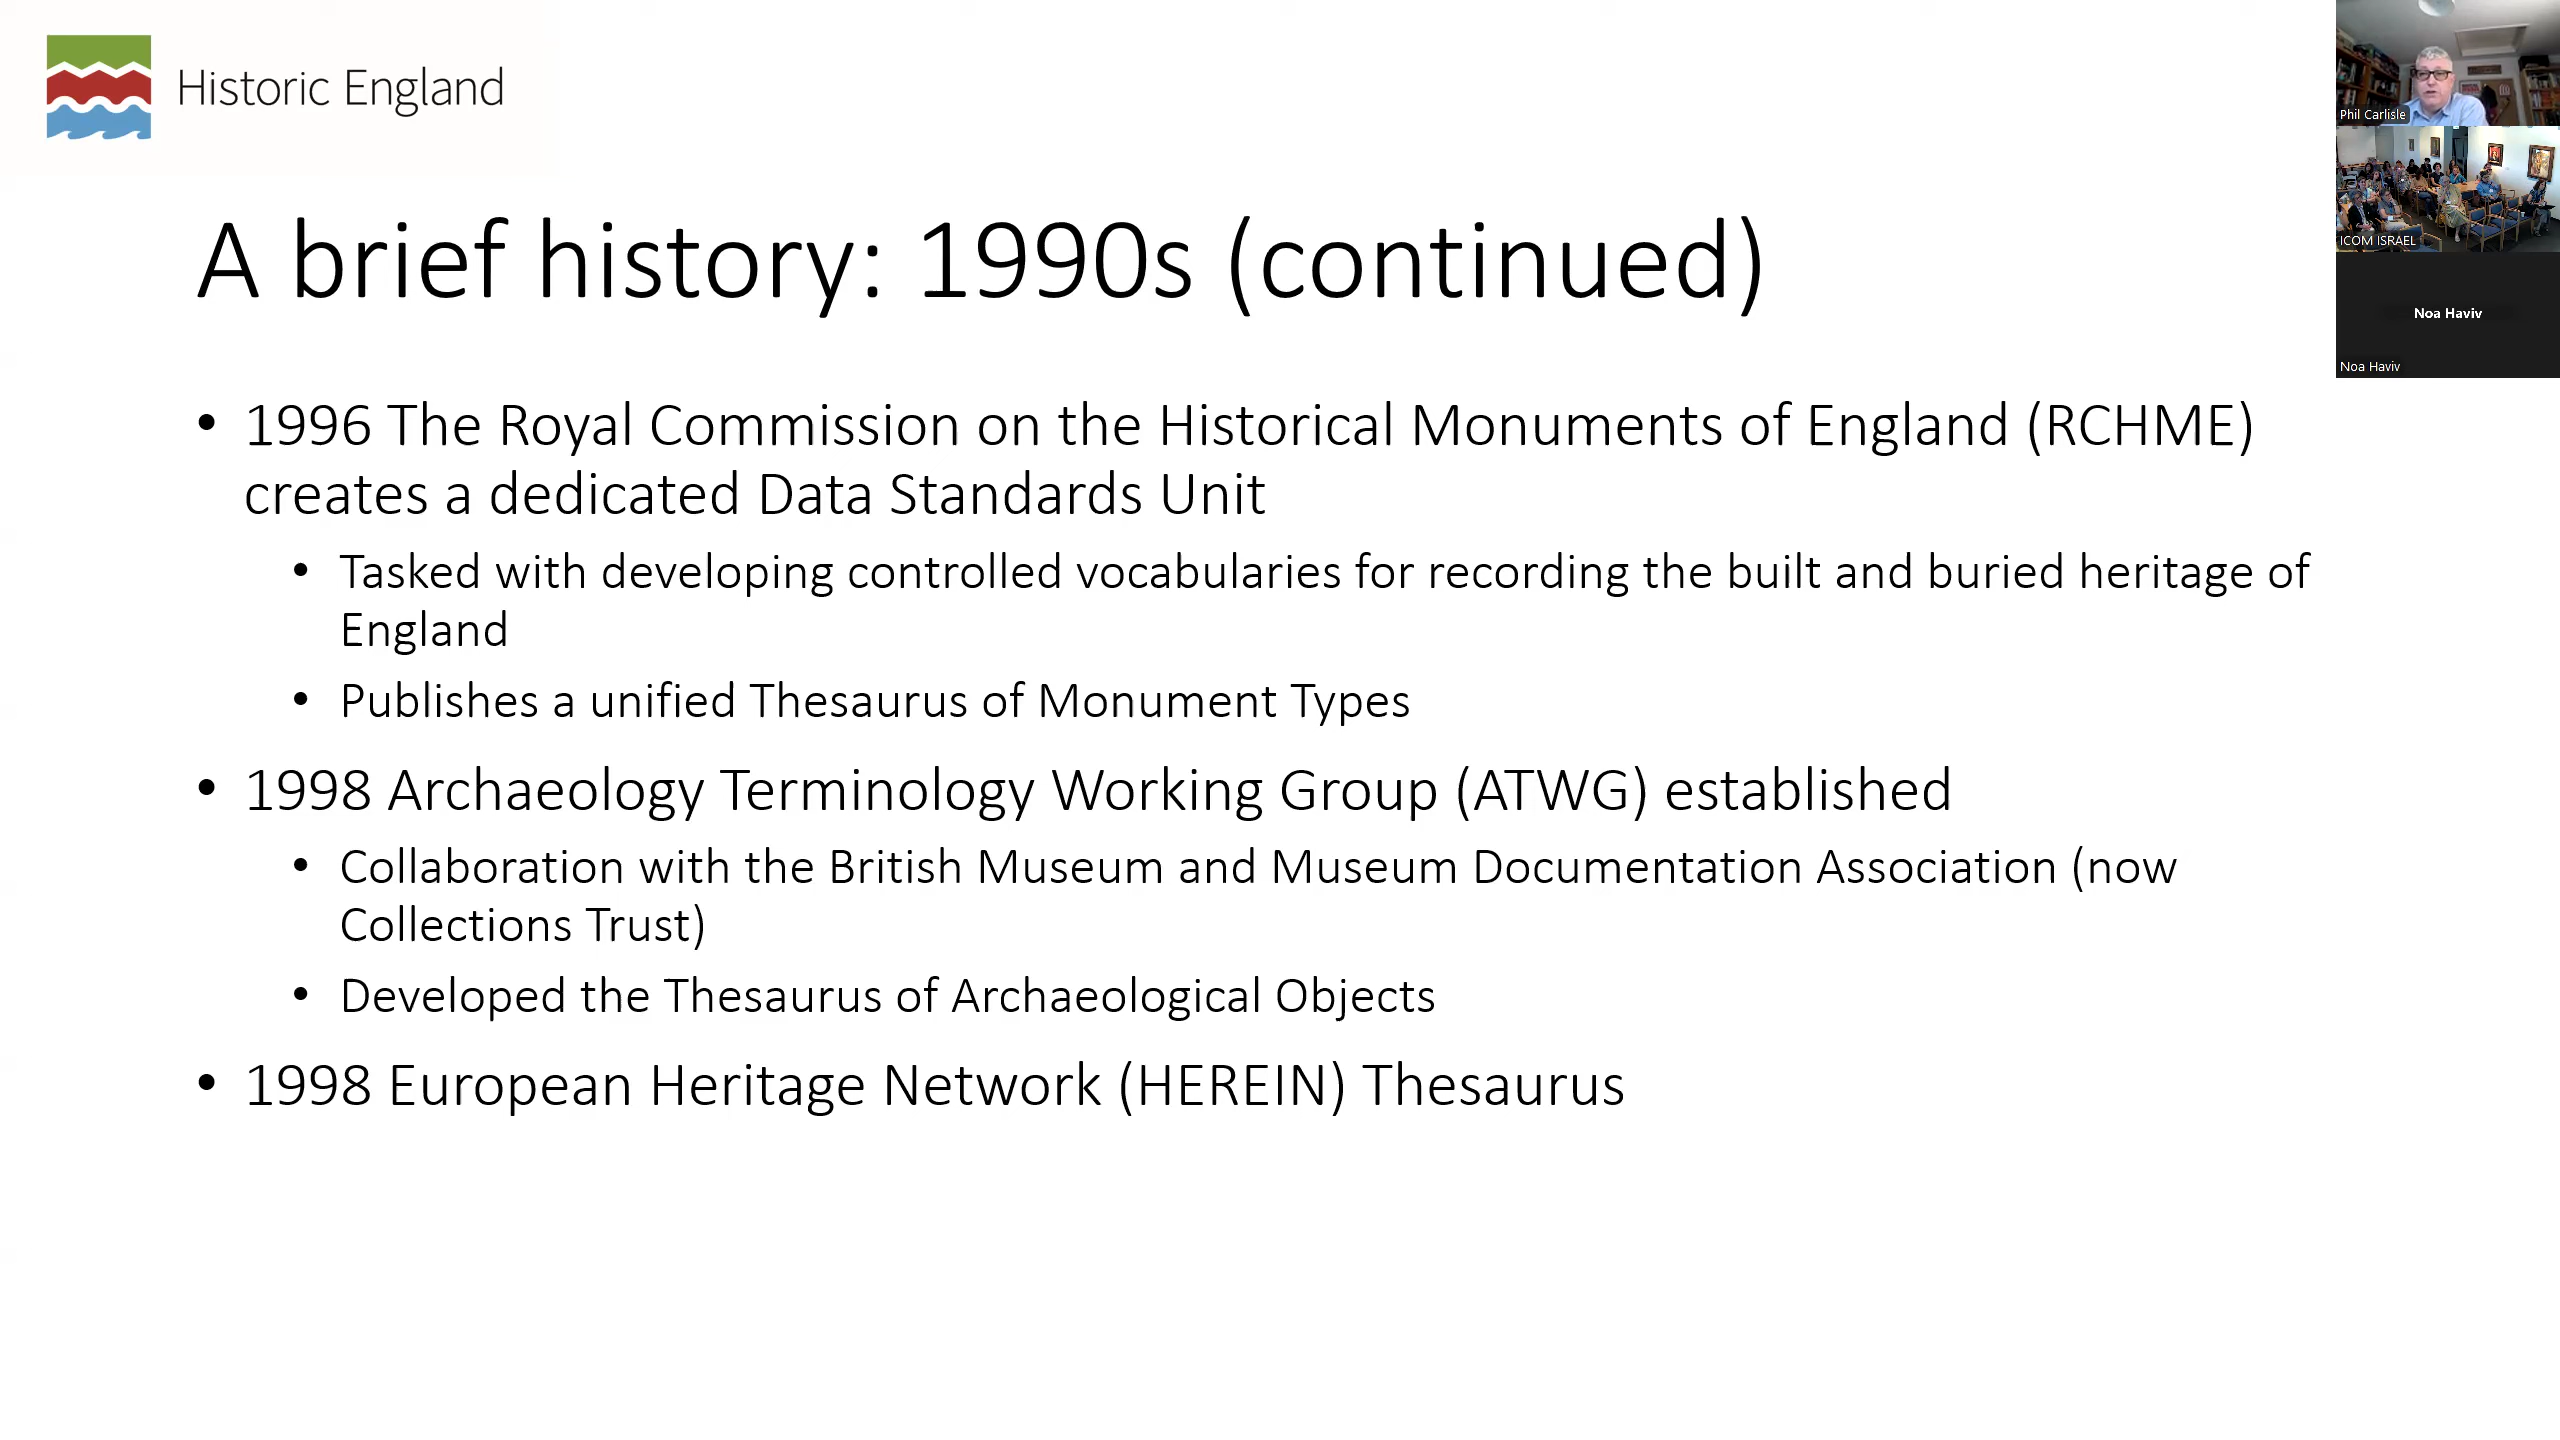 Historic England
A brief history: 1990s (continued)
• 1996 The Royal Commission on the Historical Monuments of England (RCHME)
creates a dedicated Data Standards Unit
• Tasked with developing controlled vocabularies for recording the built and buried heritage of
England
• Publishes a unified Thesaurus of Monument Types
• 1998 Archaeology Terminology Working Group (ATWG) established
• Collaboration with the British Museum and Museum Documentation Association (now
Collections Trust)
• Developed the Thesaurus of Archaeological Objects
• 1998 European Heritage Network (HEREIN) Thesaurus
Phil Carlisle
ICOM ISRAEL
Noa Haviv
Noa Haviv